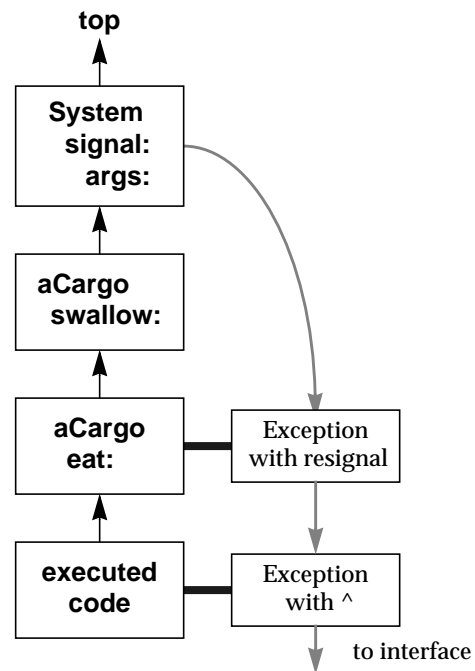 top
System
signal:
args:
aCargo
swallow:
aCargo
eat:
Exception
with resignal
executed
code
Exception
with ^
to interface